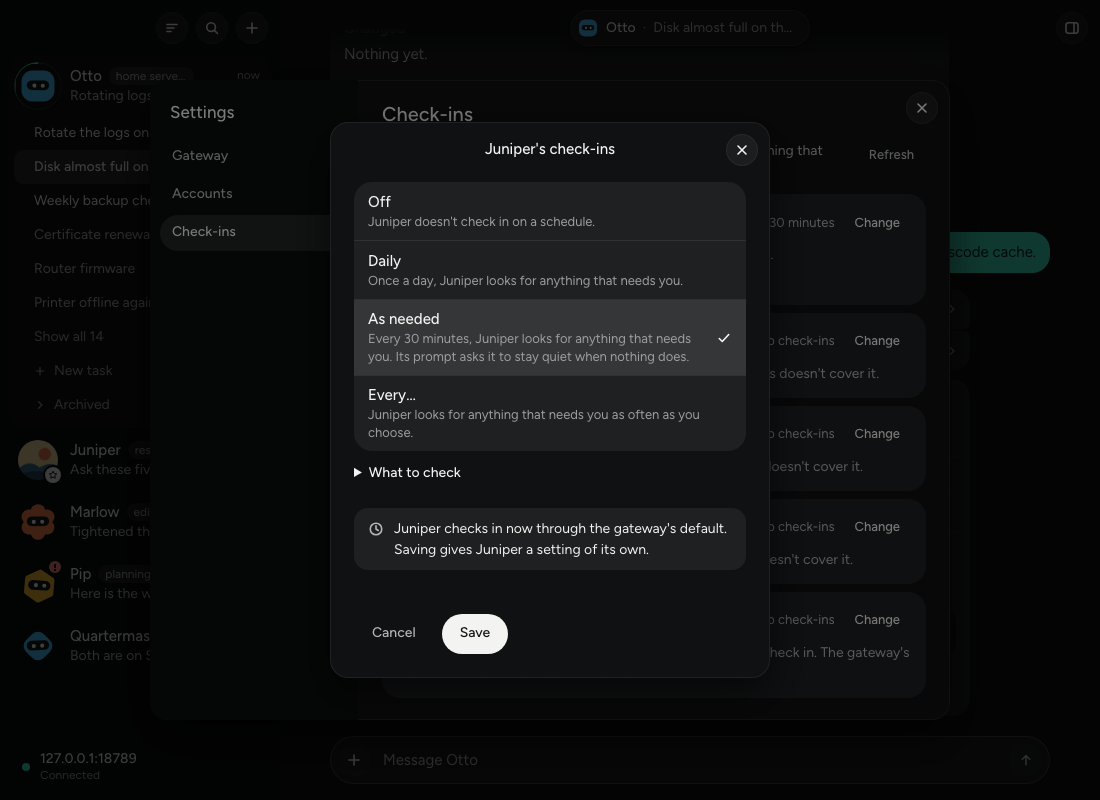 Otto · Disk almost full on th...
Nothing yet.
Otto home serve... now
Rotating logs
Rotate the logs on
Disk almost full on
Weekly backup che
Certificate renewa
Router firmware
Printer offline again
Show all 14
New task
Archived
Juniper res
Ask these fiv
Marlow edi
Tightened th
Pip planning
Here is the w
Quartermas
Both are on S
127.0.0.1:18789
Connected
Settings
Gateway
Accounts
Check-ins
Check-ins
hing that
Refresh
30 minutes Change
o check-ins Change
s doesn't cover it.
o check-ins Change
doesn't cover it.
o check-ins Change
esn't cover it.
o check-ins Change
heck in. The gateway's
scode cache.
Juniper's check-ins
Off
Juniper doesn't check in on a schedule.
Daily
Once a day, Juniper looks for anything that needs you.
As needed
Every 30 minutes, Juniper looks for anything that needs
you. Its prompt asks it to stay quiet when nothing does.
Every...
Juniper looks for anything that needs you as often as you
choose.
What to check
Juniper checks in now through the gateway's default.
Saving gives Juniper a setting of its own.
Cancel Save
Message Otto